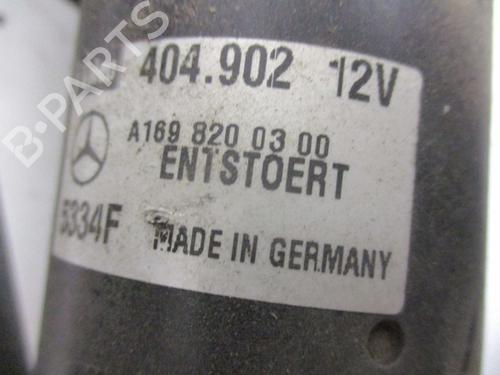 404.902 12V
A169 820 03 00
ENTSTOERT
5334F MADE IN GERMANY
B-PARTS